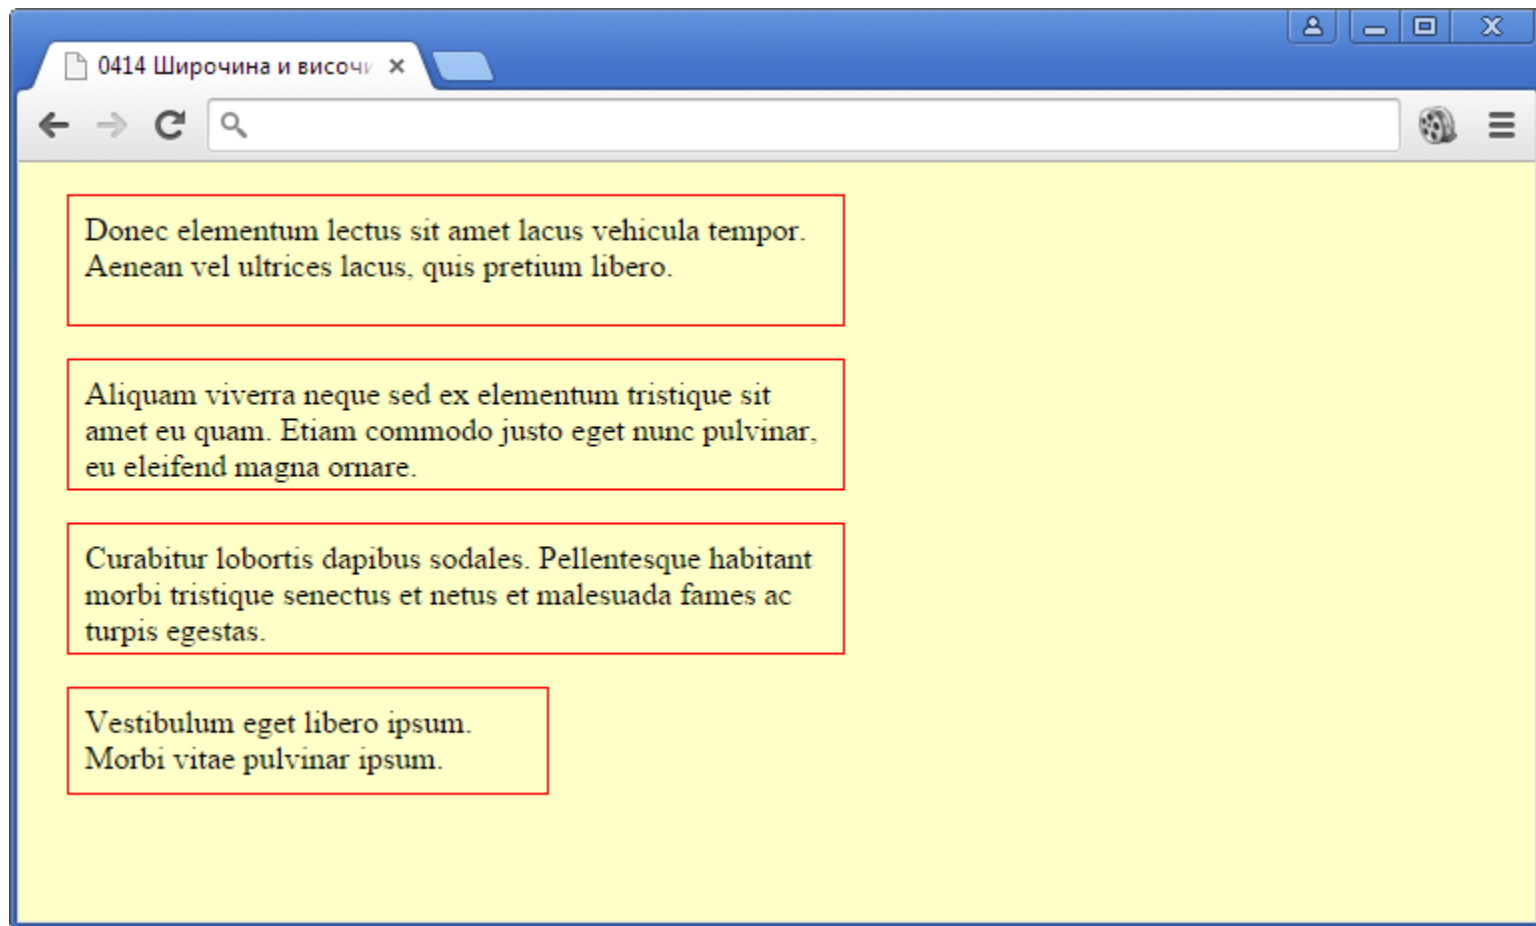 0414 Широчина и височи
Donec elementum lectus sit amet lacus vehicula tempor.
Aenean vel ultrices lacus, quis pretium libero.
Aliquam viverra neque sed ex elementum tristique sit
amet eu quam. Etiam commodo justo eget nunc pulvinar,
eu eleifend magna ornare.
Curabitur lobortis dapibus sodales. Pellentesque habitant
morbi tristique senectus et netus et malesuada fames ac
turpis egestas.
Vestibulum eget libero ipsum.
Morbi vitae pulvinar ipsum.